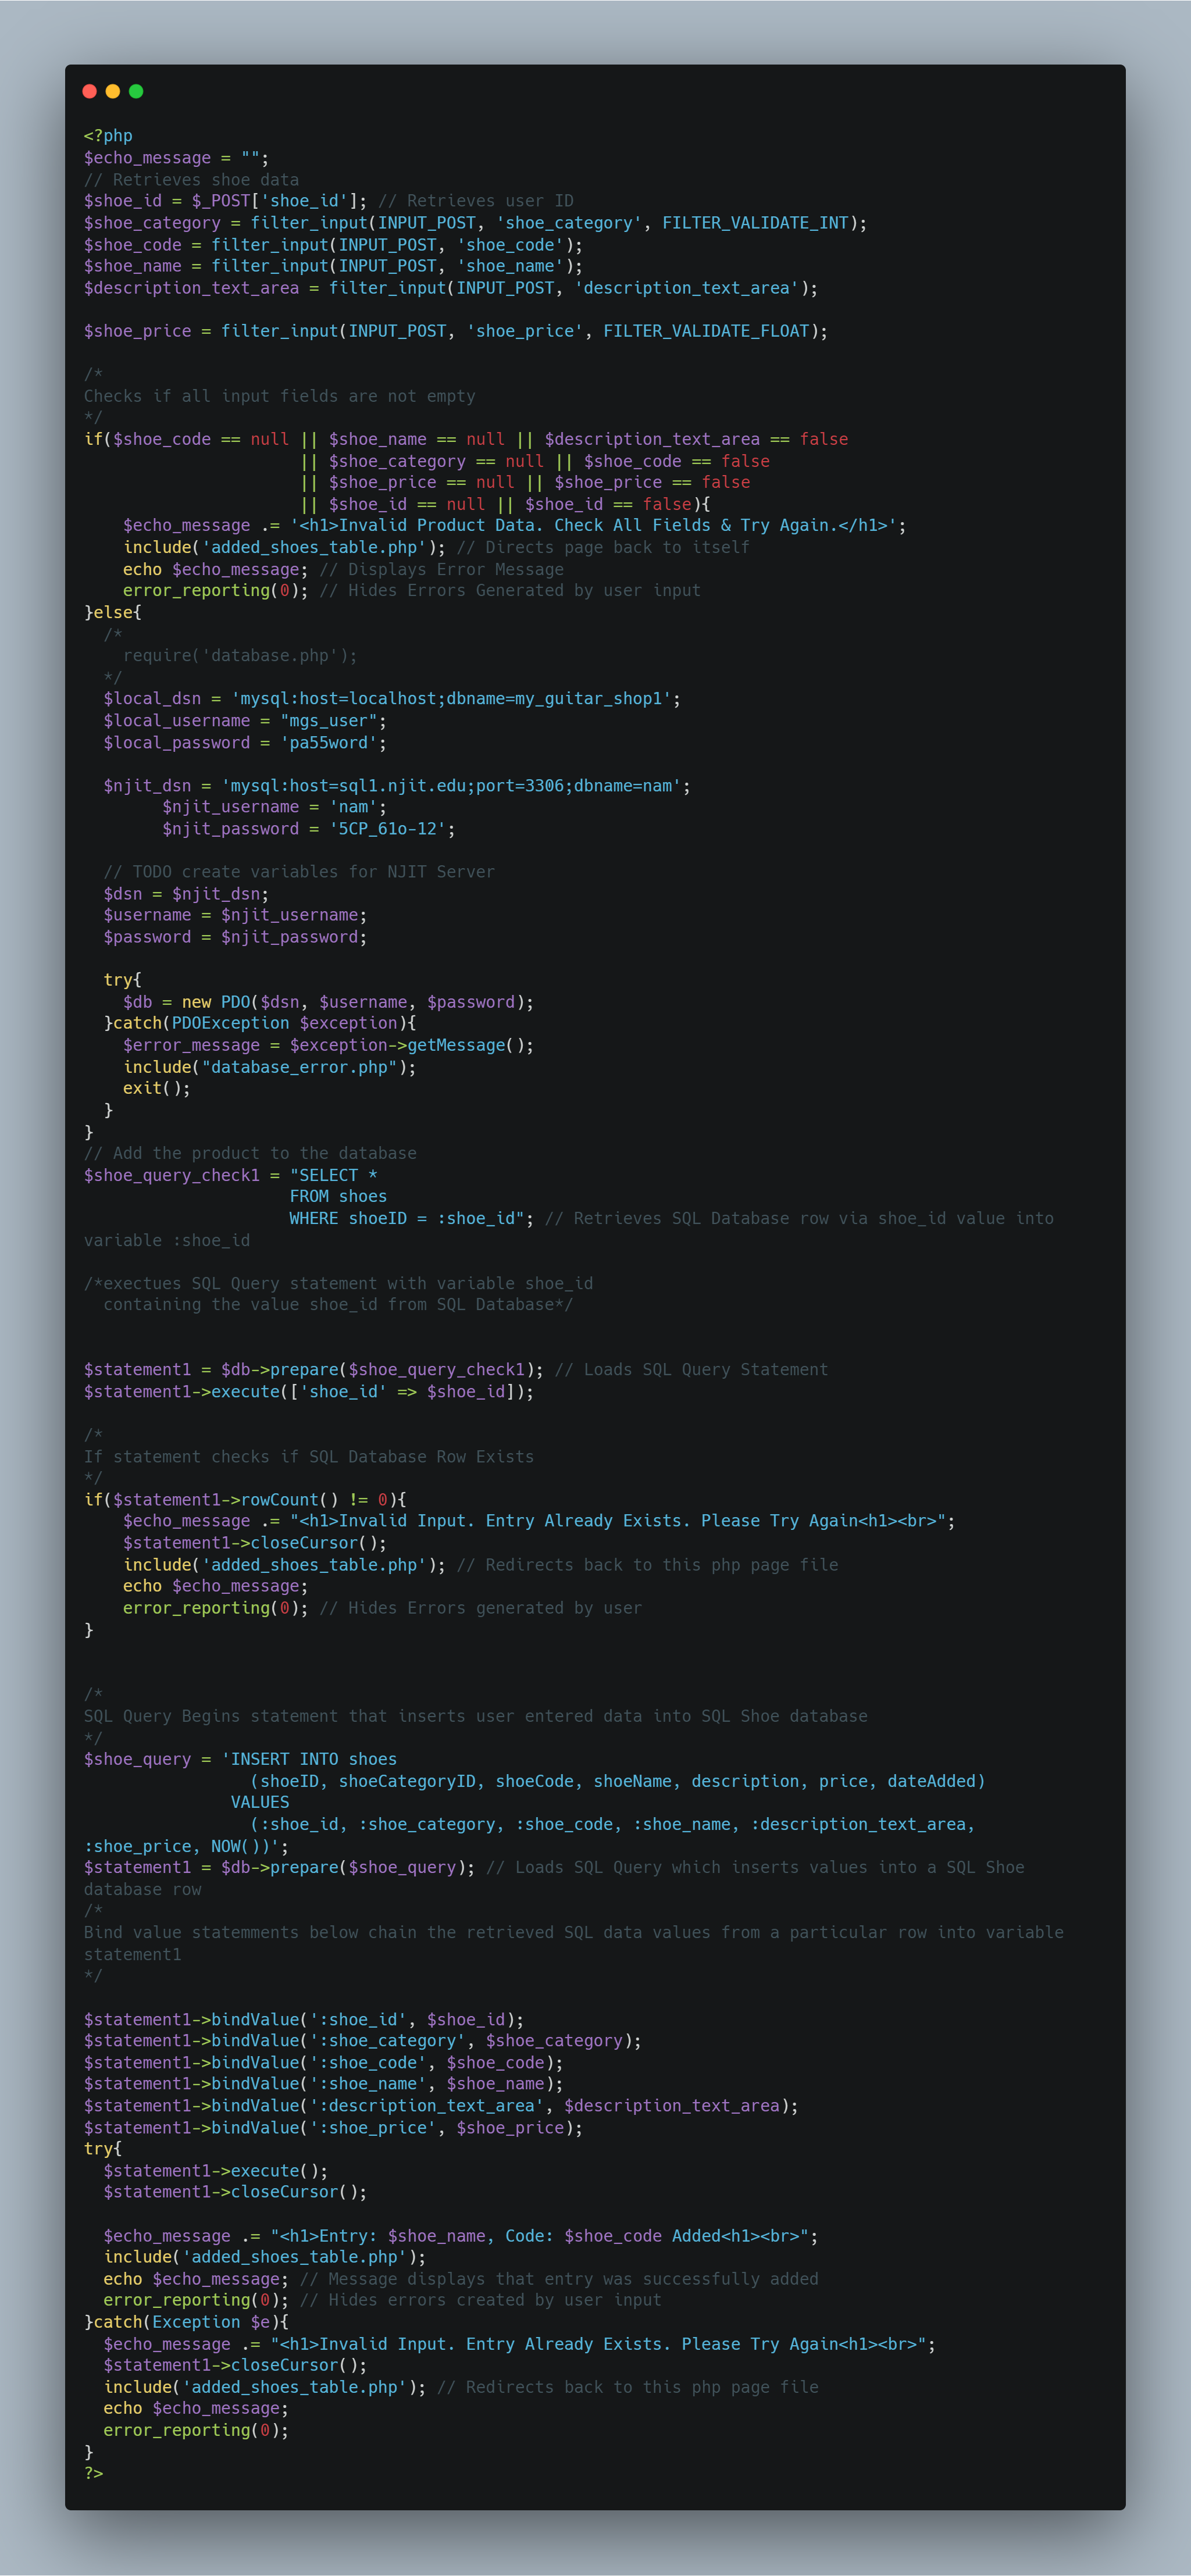 <?php
$echo_message = "";
// Retrieves shoe data
$shoe_id = $_POST['shoe_id']; // Retrieves user ID
$shoe_category = filter_input(INPUT_POST, 'shoe_category', FILTER_VALIDATE_INT);
$shoe_code = filter_input(INPUT_POST, 'shoe_code');
$shoe_name = filter_input(INPUT_POST, 'shoe_name');
$description_text_area = filter_input(INPUT_POST, 'description_text_area');

$shoe_price = filter_input(INPUT_POST, 'shoe_price', FILTER_VALIDATE_FLOAT);

/*
Checks if all input fields are not empty
*/
if($shoe_code == null || $shoe_name == null || $description_text_area == false
                      || $shoe_category == null || $shoe_code == false
                      || $shoe_price == null || $shoe_price == false
                      || $shoe_id == null || $shoe_id == false){
    $echo_message .= '<h1>Invalid Product Data. Check All Fields & Try Again.</h1>';
    include('added_shoes_table.php'); // Directs page back to itself
    echo $echo_message; // Displays Error Message
    error_reporting(0); // Hides Errors Generated by user input
}else{
  /*
    require('database.php');
  */
  $local_dsn = 'mysql:host=localhost;dbname=my_guitar_shop1';
  $local_username = "mgs_user";
  $local_password = 'pa55word';

  $njit_dsn = 'mysql:host=sql1.njit.edu;port=3306;dbname=nam';
        $njit_username = 'nam';
        $njit_password = '5CP_61o-12';

  // TODO create variables for NJIT Server
  $dsn = $njit_dsn;
  $username = $njit_username;
  $password = $njit_password;

  try{
    $db = new PDO($dsn, $username, $password);
  }catch(PDOException $exception){
    $error_message = $exception->getMessage();
    include("database_error.php");
    exit();
  }
}
// Add the product to the database
$shoe_query_check1 = "SELECT *
                     FROM shoes
                     WHERE shoeID = :shoe_id"; // Retrieves SQL Database row via shoe_id value into
variable :shoe_id

/*exectues SQL Query statement with variable shoe_id
  containing the value shoe_id from SQL Database*/


$statement1 = $db->prepare($shoe_query_check1); // Loads SQL Query Statement
$statement1->execute(['shoe_id' => $shoe_id]);

/*
If statement checks if SQL Database Row Exists
*/
if($statement1->rowCount() != 0){
    $echo_message .= "<h1>Invalid Input. Entry Already Exists. Please Try Again<h1><br>";
    $statement1->closeCursor();
    include('added_shoes_table.php'); // Redirects back to this php page file
    echo $echo_message;
    error_reporting(0); // Hides Errors generated by user
}


/*
SQL Query Begins statement that inserts user entered data into SQL Shoe database
*/
$shoe_query = 'INSERT INTO shoes
                 (shoeID, shoeCategoryID, shoeCode, shoeName, description, price, dateAdded)
               VALUES
                 (:shoe_id, :shoe_category, :shoe_code, :shoe_name, :description_text_area,
:shoe_price, NOW())';
$statement1 = $db->prepare($shoe_query); // Loads SQL Query which inserts values into a SQL Shoe
database row
/*
Bind value statemments below chain the retrieved SQL data values from a particular row into variable
statement1
*/

$statement1->bindValue(':shoe_id', $shoe_id);
$statement1->bindValue(':shoe_category', $shoe_category);
$statement1->bindValue(':shoe_code', $shoe_code);
$statement1->bindValue(':shoe_name', $shoe_name);
$statement1->bindValue(':description_text_area', $description_text_area);
$statement1->bindValue(':shoe_price', $shoe_price);
try{
  $statement1->execute();
  $statement1->closeCursor();

  $echo_message .= "<h1>Entry: $shoe_name, Code: $shoe_code Added<h1><br>";
  include('added_shoes_table.php');
  echo $echo_message; // Message displays that entry was successfully added
  error_reporting(0); // Hides errors created by user input
}catch(Exception $e){
  $echo_message .= "<h1>Invalid Input. Entry Already Exists. Please Try Again<h1><br>";
  $statement1->closeCursor();
  include('added_shoes_table.php'); // Redirects back to this php page file
  echo $echo_message;
  error_reporting(0);
}
?>